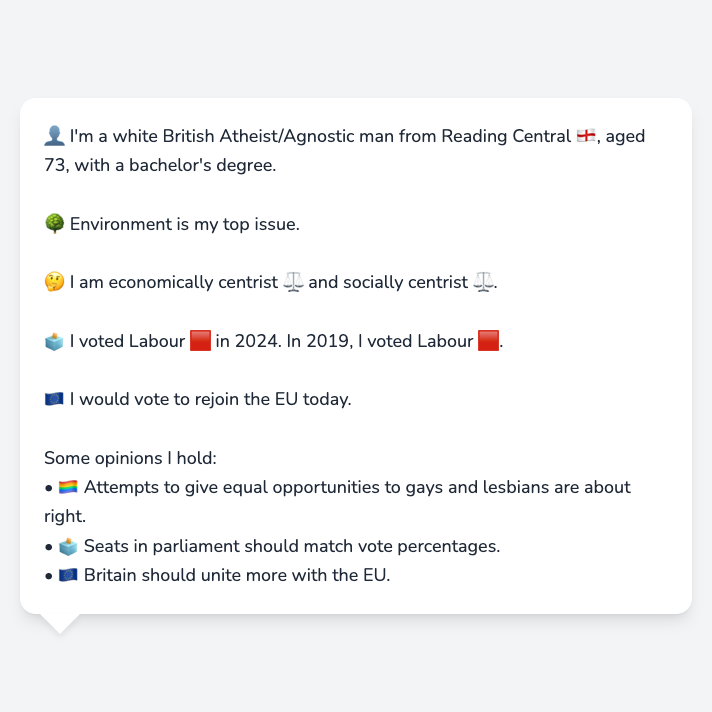 👤 I'm a white British Atheist/Agnostic man from Reading Central 🏴󠁧󠁢󠁥󠁮󠁧󠁿, aged
73, with a bachelor's degree.
🌳 Environment is my top issue.
🤔 I am economically centrist ⚖️ and socially centrist ⚖️.
🗳️ I voted Labour 🟥 in 2024. In 2019, I voted Labour 🟥.
🇪🇺 I would vote to rejoin the EU today.
Some opinions I hold:
• 🏳️‍🌈 Attempts to give equal opportunities to gays and lesbians are about
right.
• 🗳️ Seats in parliament should match vote percentages.
• 🇪🇺 Britain should unite more with the EU.